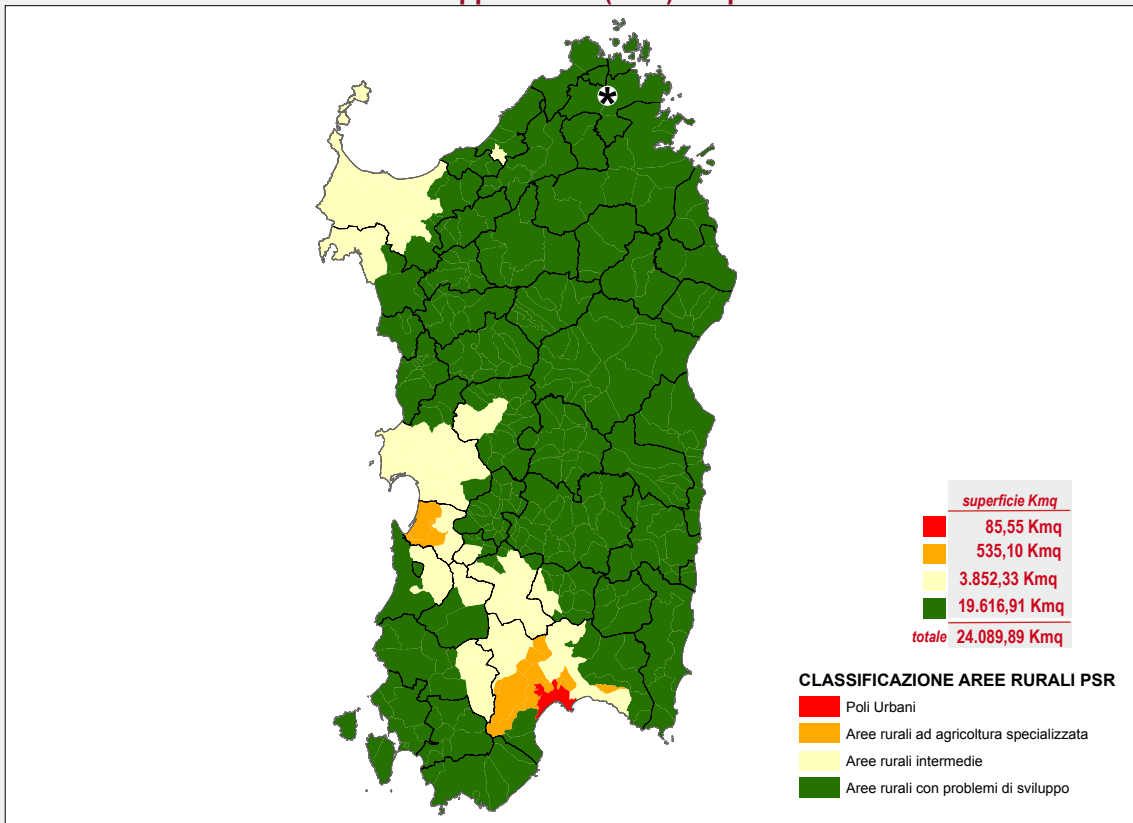 superficie Kmq
85,55 Kmq
535,10 Kmq
3.852,33 Kmq
19.616,91 Kmq
totale 24.089,89 Kmq
CLASSIFICAZIONE AREE RURALI PSR
Poli Urbani
Aree rurali ad agricoltura specializzata
Aree rurali intermedie
Aree rurali con problemi di sviluppo